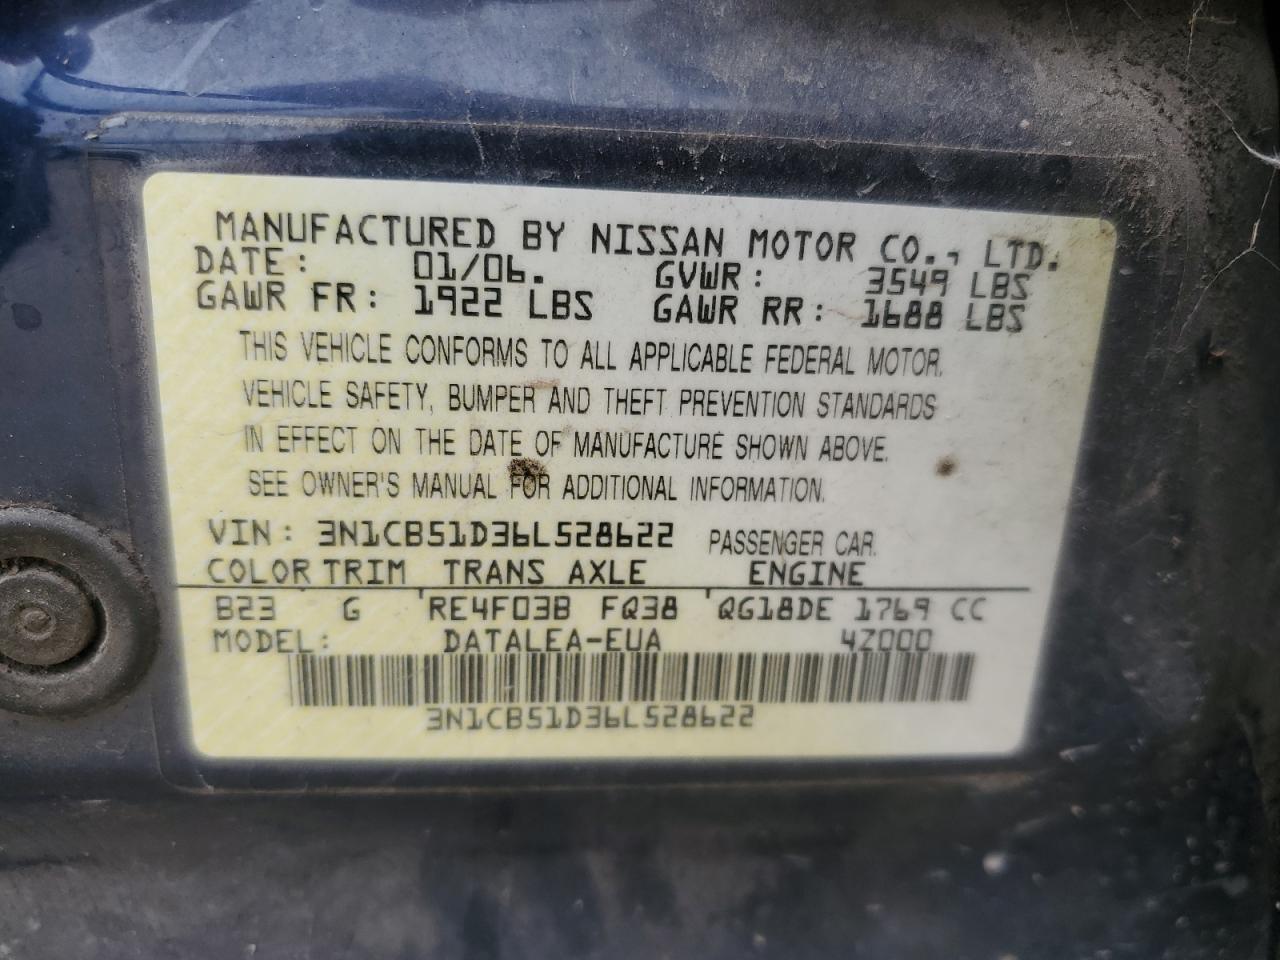 MANUFACTURED BY NISSAN MOTOR CO., LTD.
DATE: 01/06. GVWR: 3549 LBS
GAWR FR: 1922 LBS GAWR RR: 1688 LBS
THIS VEHICLE CONFORMS TO ALL APPLICABLE FEDERAL MOTOR.
VEHICLE SAFETY, BUMPER AND THEFT PREVENTION STANDARDS
IN EFFECT ON THE DATE OF MANUFACTURE SHOWN ABOVE.
SEE OWNER'S MANUAL FOR ADDITIONAL INFORMATION.
VIN: 3N1CB51D36L528622 PASSENGER CAR.
COLOR TRIM TRANS AXLE ENGINE
B23 G RE4F03B FQ38 QG18DE 1769 CC
MODEL: DATALEA-EUA 4Z000
3N1CB51D36L528622